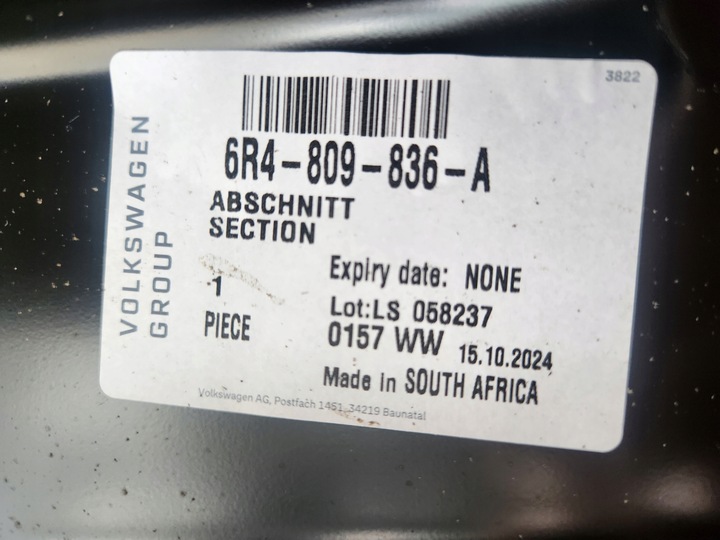 3822
VOLKSWAGEN
GROUP
6R4-809-836-A
ABSCHNITT
SECTION
1
PIECE
Expiry date: NONE
Lot:LS 058237
0157 WW 15.10.2024
Made in SOUTH AFRICA
Volkswagen AG, Postfach 1451, 34219 Baunatal